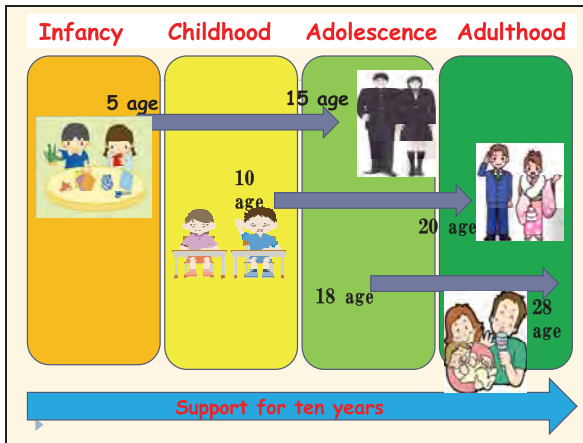 Infancy Childhood Adolescence Adulthood
5 age 15 age
10
age
20 age
18 age 28
age
Support for ten years